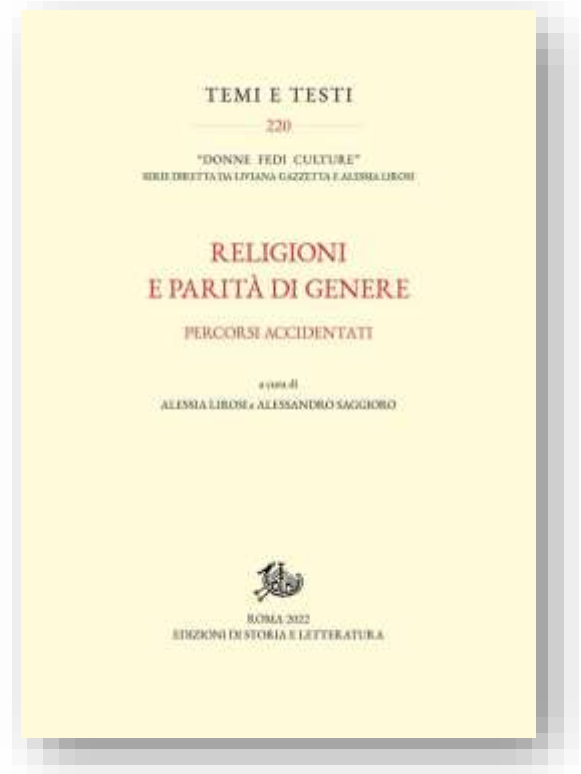 TEMI E TESTI
220
"DONNE FEDI CULTURE"
SERIE DIRETTA DA LIVIANA GAZZETTA E ALESSIA LIROSI
RELIGIONI
E PARITÀ DI GENERE
PERCORSI ACCIDENTATI
a cura di
ALESSIA LIROSI e ALESSANDRO SAGGIORO
ROMA 2022
EDIZIONI DI STORIA E LETTERATURA